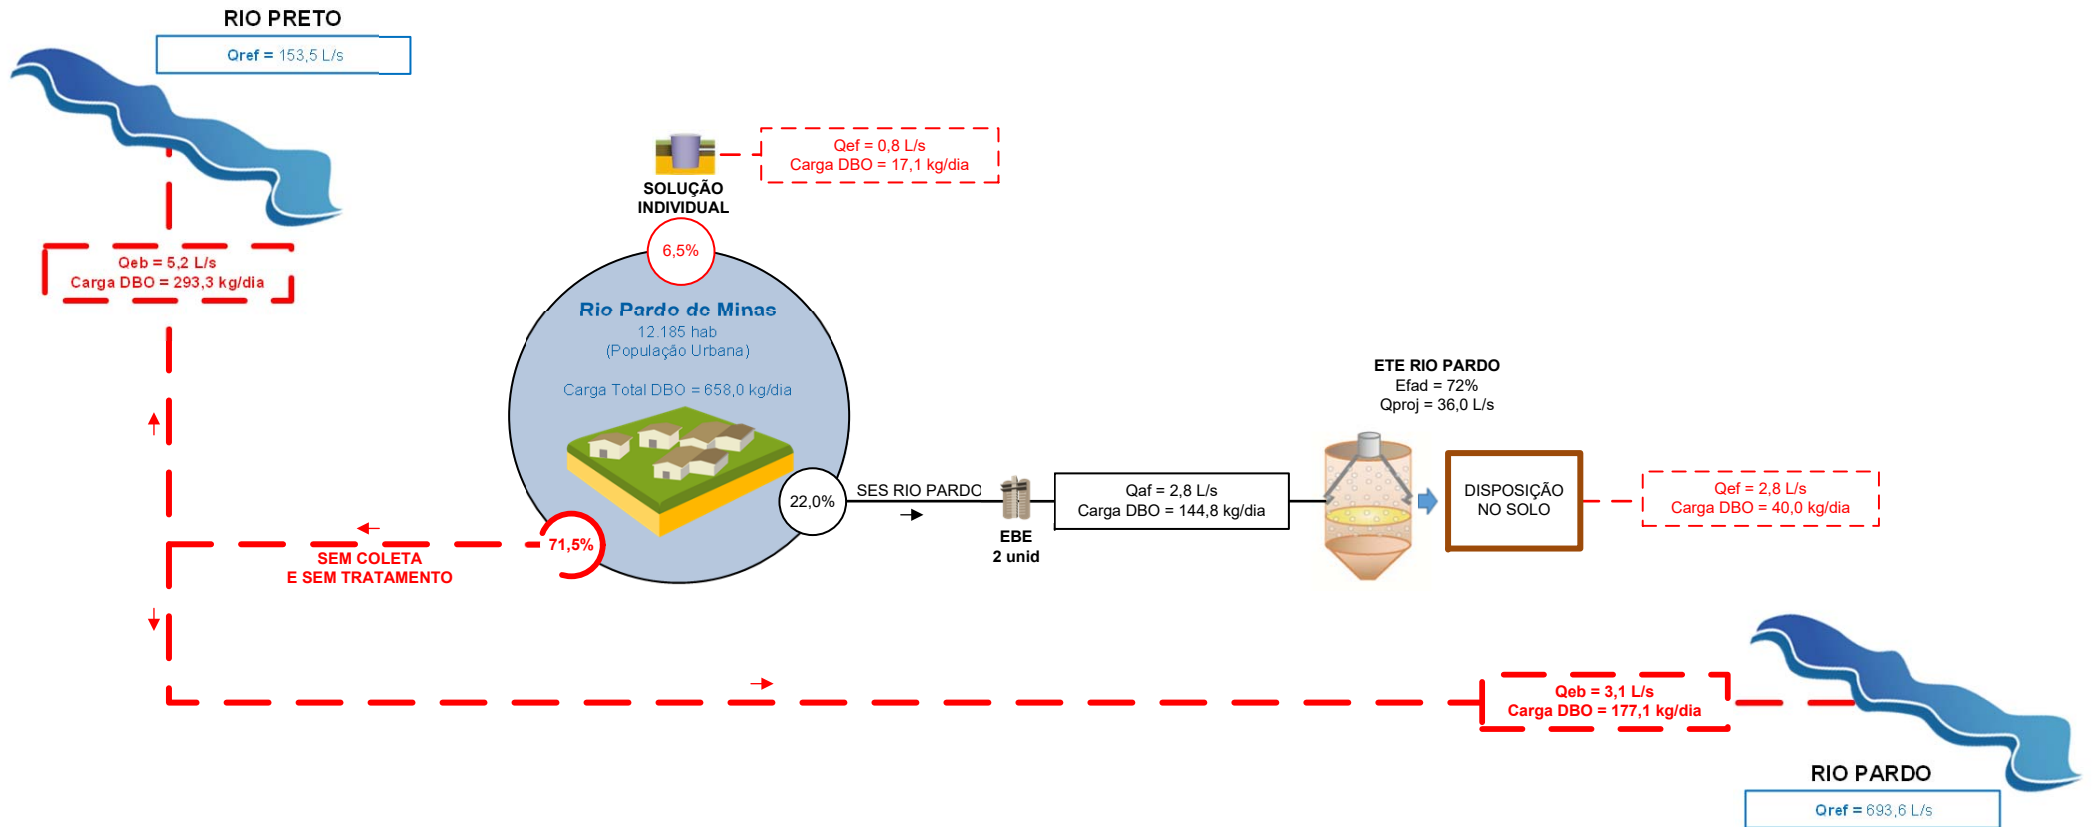 RIO PRETO
Qref = 153,5 L/s
Qeb = 5,2 L/s
Carga DBO = 293,3 kg/dia
Qef = 0,8 L/s
Carga DBO = 17,1 kg/dia
SOLUÇÃO
INDIVIDUAL
6,5%
Rio Pardo de Minas
12.185 hab
(População Urbana)
Carga Total DBO = 658,0 kg/dia
22,0%
71,5%
SEM COLETA
E SEM TRATAMENTO
SES RIO PARDO
EBE
2 unid
Qaf = 2,8 L/s
Carga DBO = 144,8 kg/dia
ETE RIO PARDO
Efad = 72%
Qproj = 36,0 L/s
DISPOSIÇÃO
NO SOLO
Qef = 2,8 L/s
Carga DBO = 40,0 kg/dia
Qeb = 3,1 L/s
Carga DBO = 177,1 kg/dia
RIO PARDO
Qref = 693,6 L/s